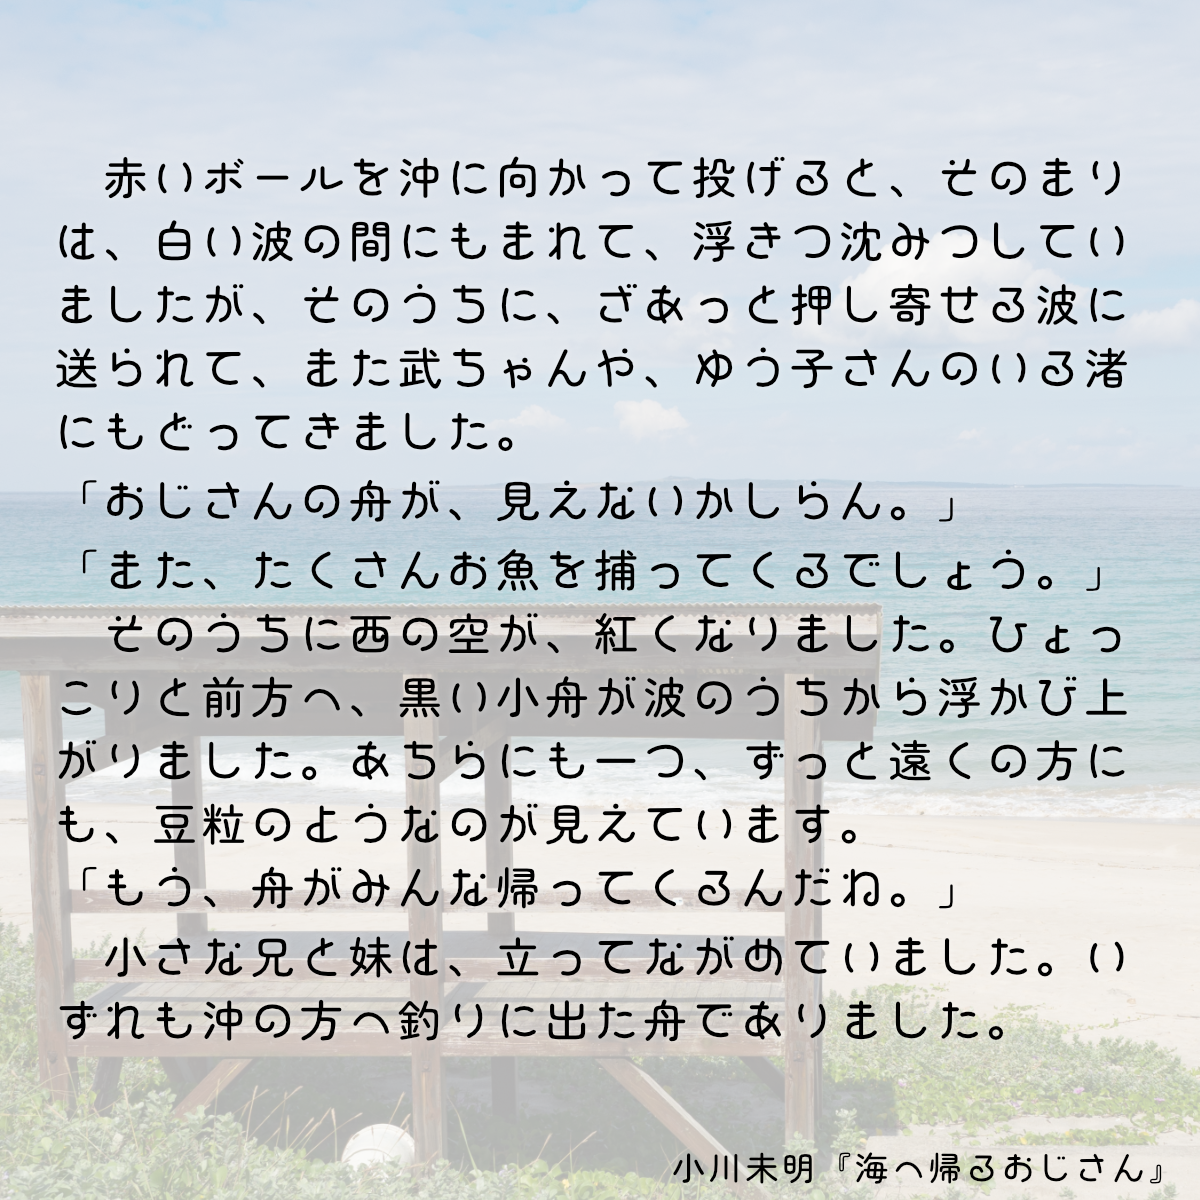 赤いボールを沖に向かって投げると、そのまり
は、白い波の間にもまれて、浮きつ沈みつしてい
ましたが、そのうちに、ざあっと押し寄せる波に
送られて、また武ちゃんや、ゆう子さんのいる渚
にもどってきました。
「おじさんの舟が、見えないかしらん。」
「また、たくさんお魚を捕ってくるでしょう。」
　そのうちに西の空が、紅くなりました。ひょっ
こりと前方へ、黒い小舟が波のうちから浮かび上
がりました。あちらにも一つ、ずっと遠くの方に
も、豆粒のようなのが見えています。
「もう、舟がみんな帰ってくるんだね。」
　小さな兄と妹は、立ってながめていました。い
ずれも沖の方へ釣りに出た舟でありました。
小川未明『海へ帰るおじさん』